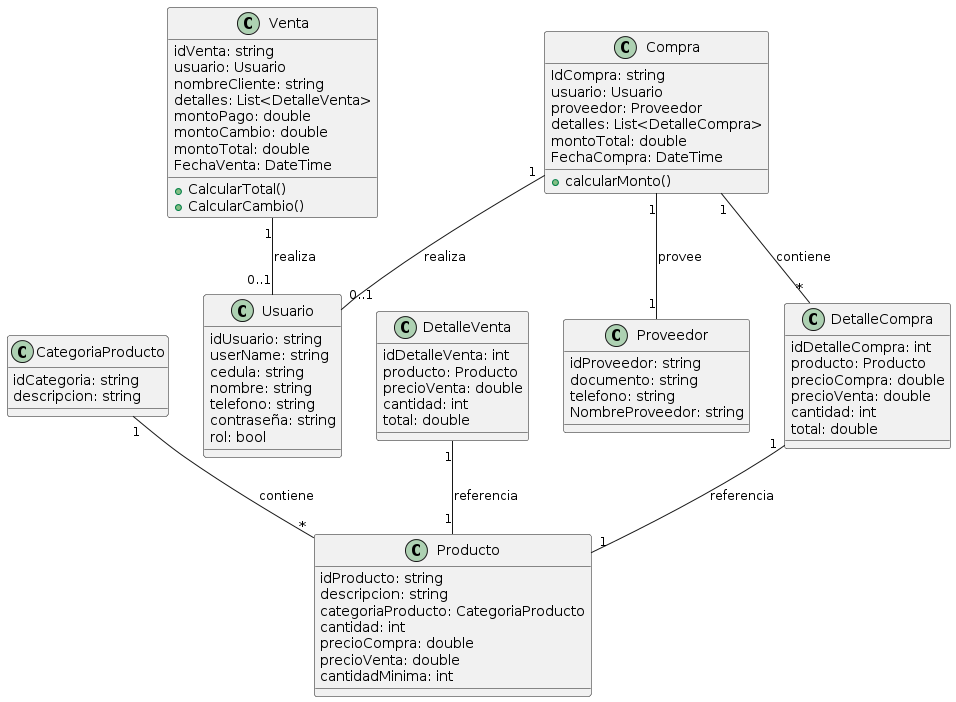 Venta
idVenta: string
usuario: Usuario
nombreCliente: string
detalles: List<DetalleVenta>
montoPago: double
montoCambio: double
montoTotal: double
FechaVenta: DateTime
CalcularTotal()
CalcularCambio()
Compra
IdCompra: string
usuario: Usuario
proveedor: Proveedor
detalles: List<DetalleCompra>
montoTotal: double
FechaCompra: DateTime
calcularMonto()
1
realiza
0..1
1
realiza
0..1
1
provee
1
1
contiene
*
CategoriaProducto
idCategoria: string
descripcion: string
Usuario
idUsuario: string
userName: string
cedula: string
nombre: string
telefono: string
contraseña: string
rol: bool
DetalleVenta
idDetalleVenta: int
producto: Producto
precioVenta: double
cantidad: int
total: double
Proveedor
idProveedor: string
documento: string
telefono: string
NombreProveedor: string
DetalleCompra
idDetalleCompra: int
producto: Producto
precioCompra: double
precioVenta: double
cantidad: int
total: double
1
contiene
*
1
referencia
1
1
referencia
1
Producto
idProducto: string
descripcion: string
categoriaProducto: CategoriaProducto
cantidad: int
precioCompra: double
precioVenta: double
cantidadMinima: int